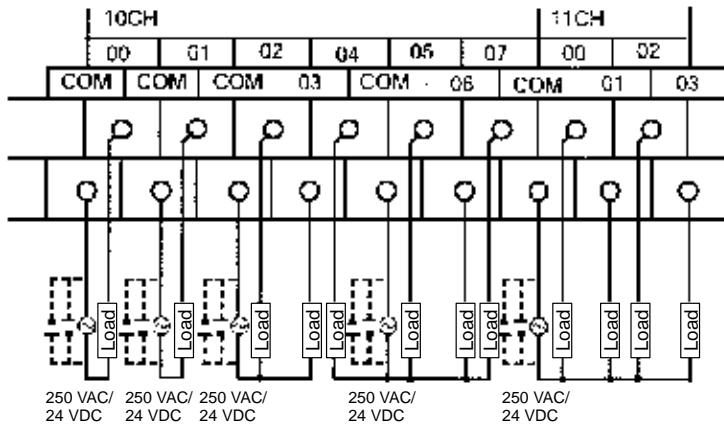 10CH 11CH
00 01 02 04 05 07 00 02
COM COM COM 03 COM 06 COM 01 03
Load Load Load Load Load Load Load Load Load Load Load Load
250 VAC/ 250 VAC/ 250 VAC/ 250 VAC/ 250 VAC/
24 VDC 24 VDC 24 VDC 24 VDC 24 VDC